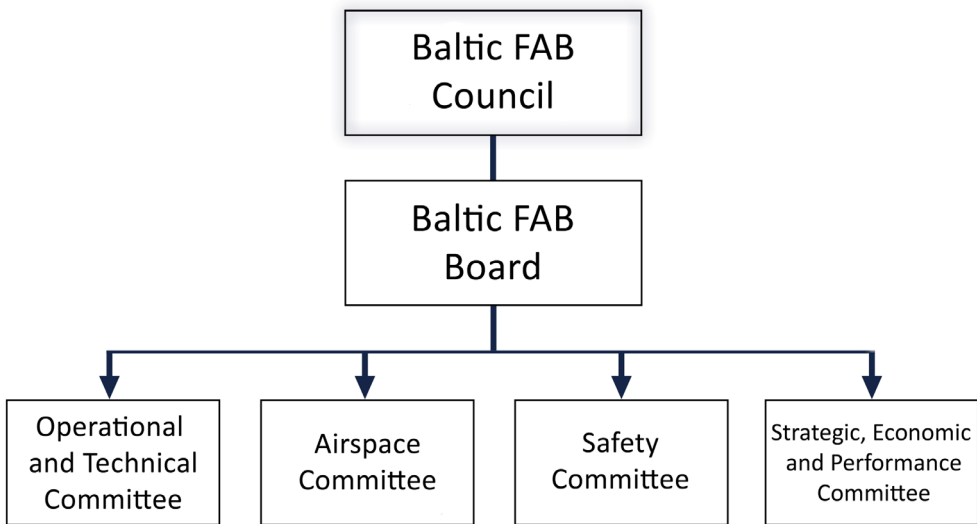 Baltic FAB
Council
Baltic FAB
Board
Operational
and Technical
Committee
Airspace
Committee
Safety
Committee
Strategic, Economic
and Performance
Committee